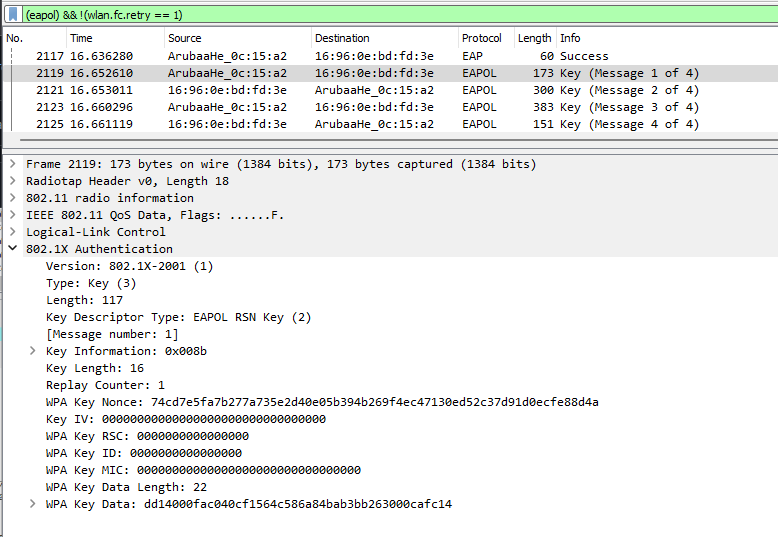 (eapol) && !(wlan.fc.retry == 1)
No. Time Source Destination Protocol Length Info
2117 16.636280 ArubaaHe_0c:15:a2 16:96:0e:bd:fd:3e EAP 60 Success
2119 16.652610 ArubaaHe_0c:15:a2 16:96:0e:bd:fd:3e EAPOL 173 Key (Message 1 of 4)
2121 16.653011 16:96:0e:bd:fd:3e ArubaaHe_0c:15:a2 EAPOL 300 Key (Message 2 of 4)
2123 16.660296 ArubaaHe_0c:15:a2 16:96:0e:bd:fd:3e EAPOL 383 Key (Message 3 of 4)
2125 16.661119 16:96:0e:bd:fd:3e ArubaaHe_0c:15:a2 EAPOL 151 Key (Message 4 of 4)
Frame 2119: 173 bytes on wire (1384 bits), 173 bytes captured (1384 bits)
Radiotap Header v0, Length 18
802.11 radio information
IEEE 802.11 QoS Data, Flags: ......F.
Logical-Link Control
802.1X Authentication
Version: 802.1X-2001 (1)
Type: Key (3)
Length: 117
Key Descriptor Type: EAPOL RSN Key (2)
[Message number: 1]
Key Information: 0x008b
Key Length: 16
Replay Counter: 1
WPA Key Nonce: 74cd7e5fa7b277a735e2d40e05b394b269f4ec47130ed52c37d91d0ecfe88d4a
Key IV: 00000000000000000000000000000000
WPA Key RSC: 0000000000000000
WPA Key ID: 0000000000000000
WPA Key MIC: 00000000000000000000000000000000
WPA Key Data Length: 22
WPA Key Data: dd14000fac040cf1564c586a84bab3bb263000cafc14